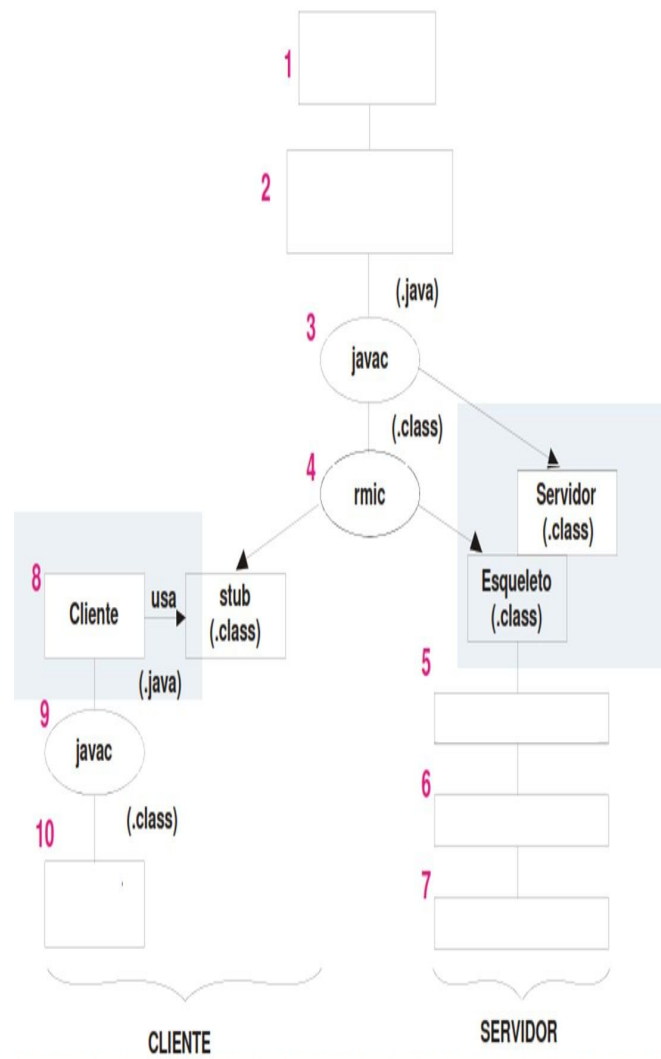 1
2
(.java)
3
javac
(.class)
4
rmic
Servidor
(.class)
8
Cliente
usa
stub
(.class)
Esqueleto
(.class)
(.java)
5
9
javac
6
(.class)
10
7
CLIENTE
SERVIDOR